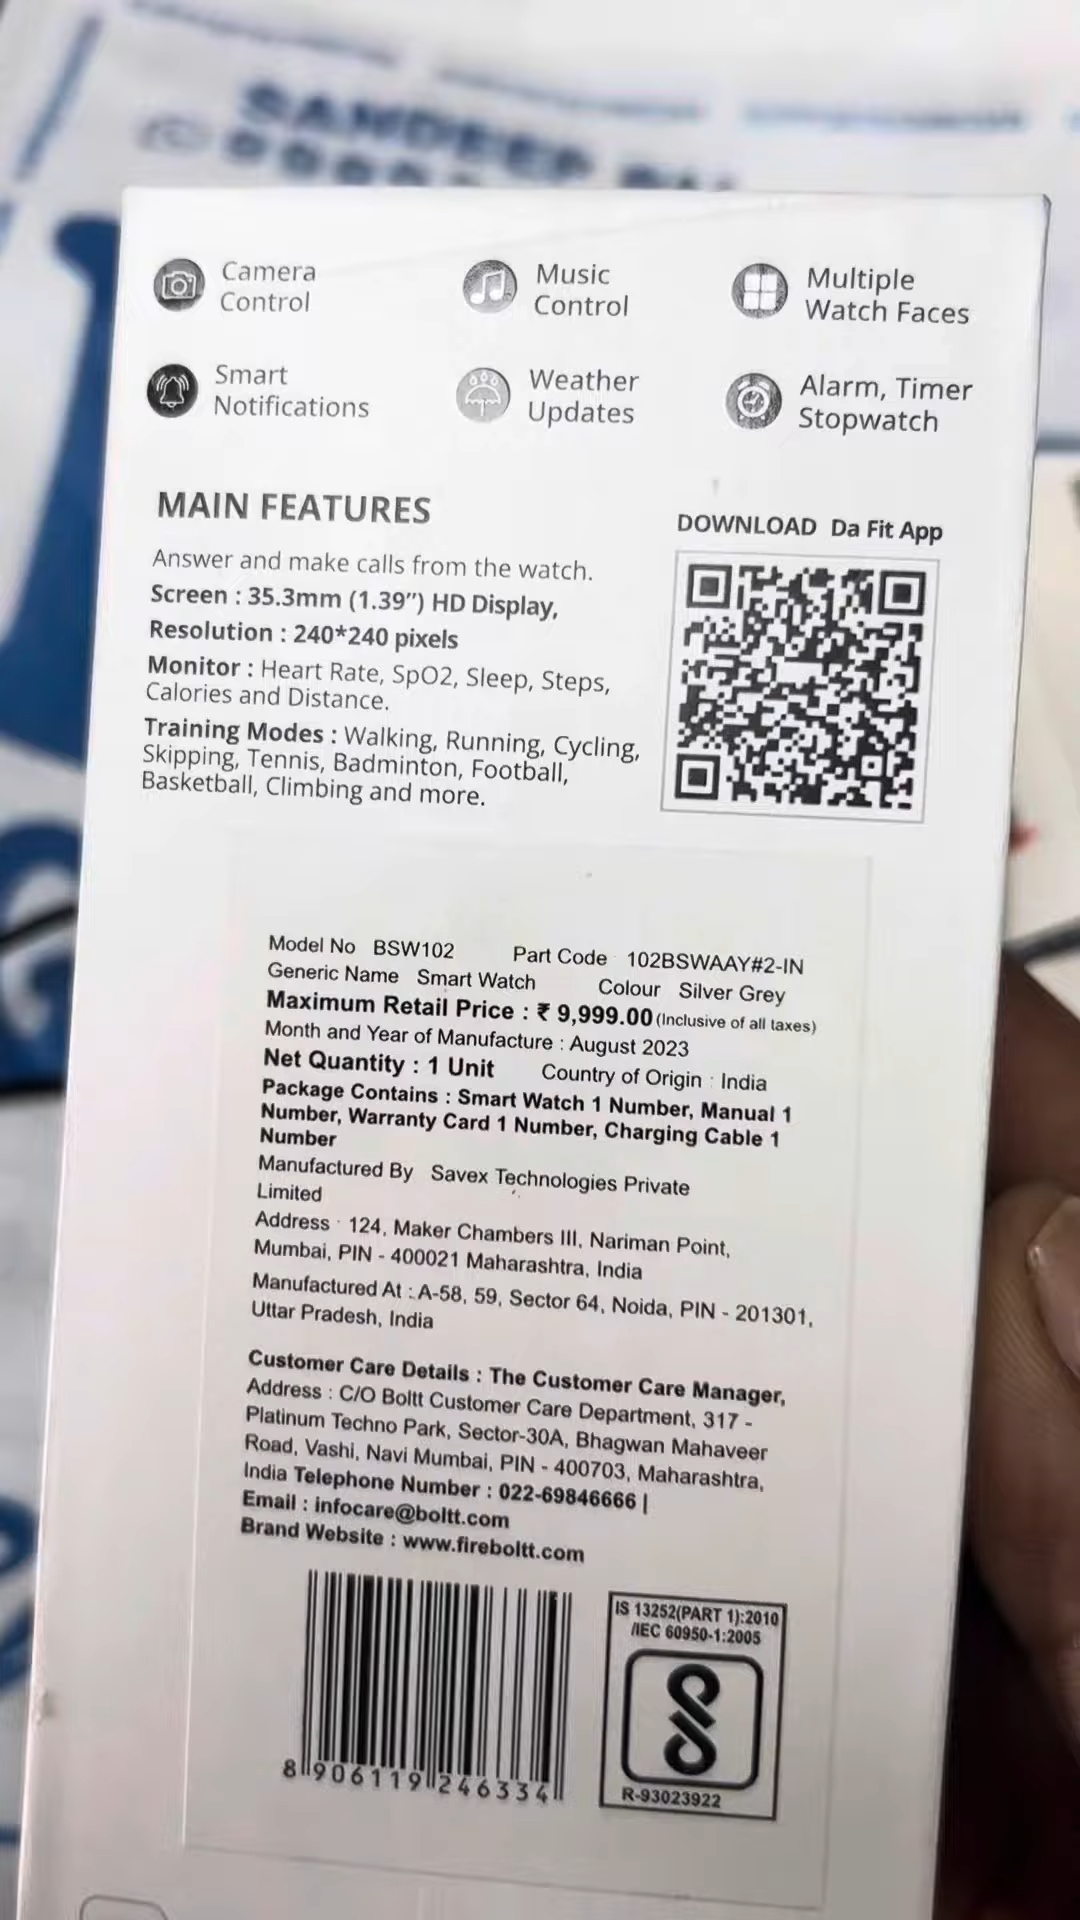 SANDEEP
Camera
Control
Music
Control
Multiple
Watch Faces
Smart
Notifications
Weather
Updates
Alarm, Timer
Stopwatch
MAIN FEATURES
Answer and make calls from the watch.
Screen : 35.3mm (1.39″) HD Display,
Resolution : 240*240 pixels
Monitor : Heart Rate, SpO2, Sleep, Steps,
Calories and Distance.
Training Modes : Walking, Running, Cycling,
Skipping, Tennis, Badminton, Football,
Basketball, Climbing and more.
DOWNLOAD Da Fit App
Model No BSW102 Part Code 102BSWAAY#2-IN
Generic Name Smart Watch Colour Silver Grey
Maximum Retail Price : ₹ 9,999.00 (Inclusive of all taxes)
Month and Year of Manufacture : August 2023
Net Quantity : 1 Unit Country of Origin : India
Package Contains : Smart Watch 1 Number, Manual 1
Number, Warranty Card 1 Number, Charging Cable 1
Number
Manufactured By Savex Technologies Private
Limited
Address : 124, Maker Chambers III, Nariman Point,
Mumbai, PIN - 400021 Maharashtra, India
Manufactured At : A-58, 59, Sector 64, Noida, PIN - 201301,
Uttar Pradesh, India
Customer Care Details : The Customer Care Manager,
Address : C/O Boltt Customer Care Department, 317 -
Platinum Techno Park, Sector-30A, Bhagwan Mahaveer
Road, Vashi, Navi Mumbai, PIN - 400703, Maharashtra,
India Telephone Number : 022-69846666 |
Email : infocare@boltt.com
Brand Website : www.fireboltt.com
8 906119 246334
IS 13252(PART 1):2010
/IEC 60950-1:2005
R-93023922